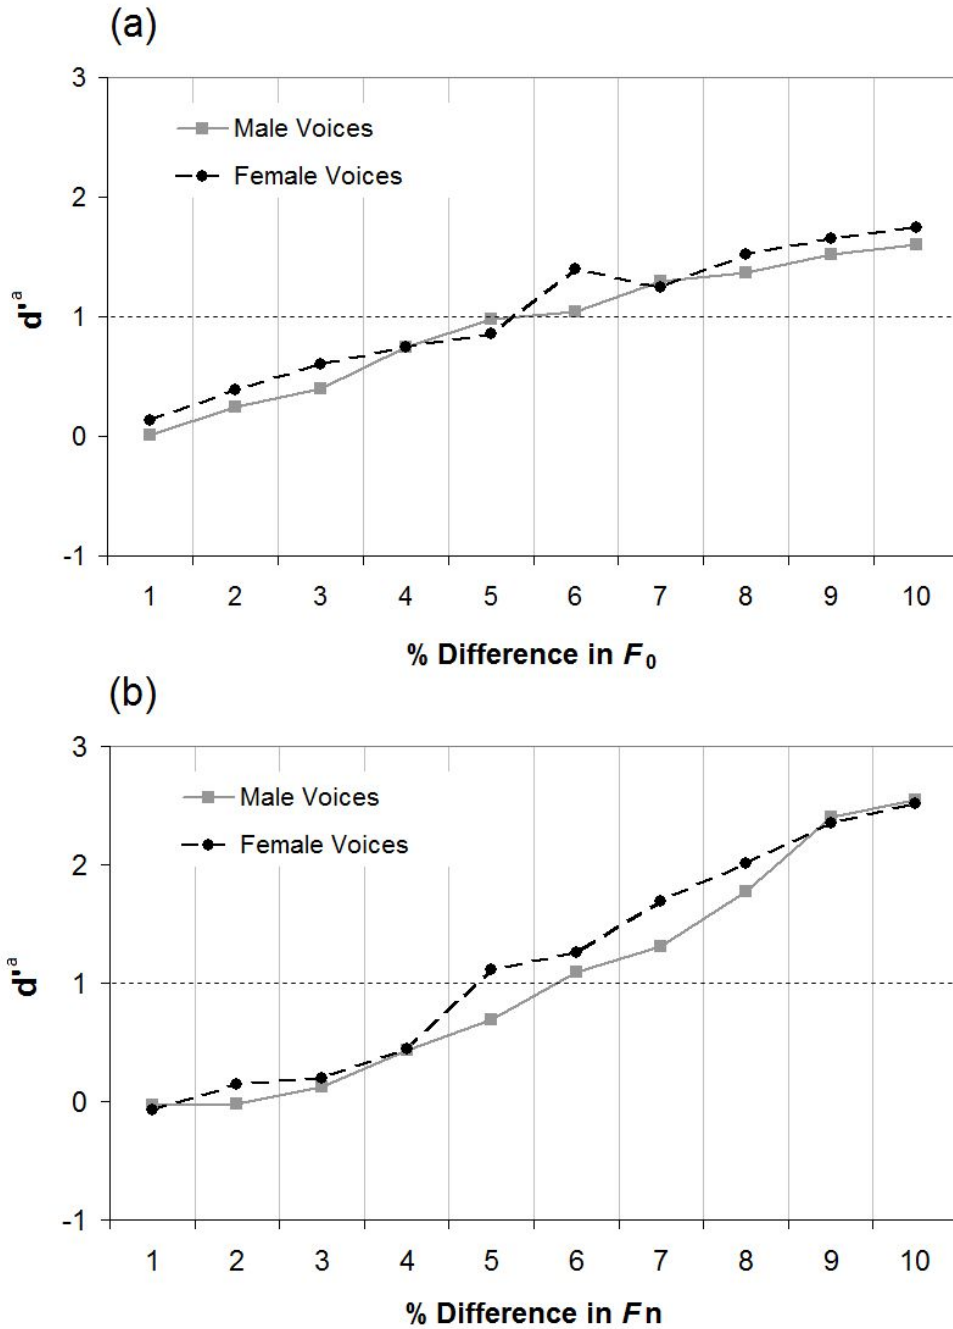 (a)
3
Male Voices
Female Voices
2
1
0
-1
d'a
1 2 3 4 5 6 7 8 9 10
% Difference in F0
(b)
3
Male Voices
Female Voices
2
1
0
-1
d'a
1 2 3 4 5 6 7 8 9 10
% Difference in Fn